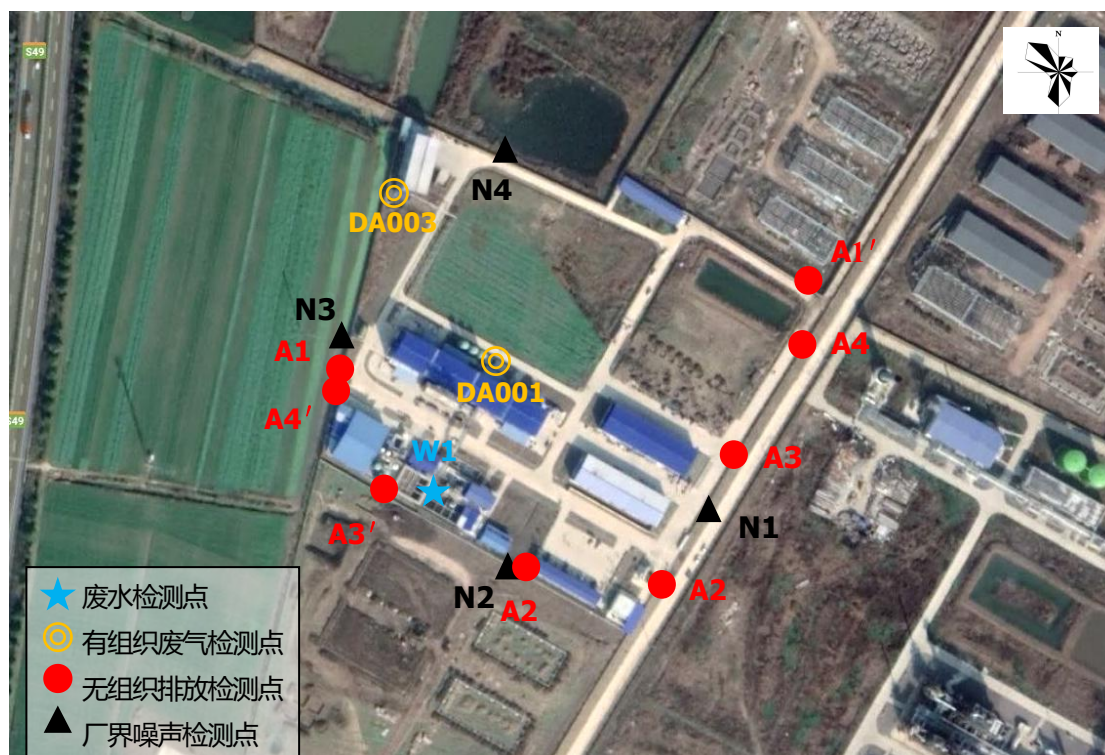 N
S49
N4
DA003
A1′
N3
A1
A4
DA001
A4′
W1
A3
A3′
N1
N2
A2
A2
S49
废水检测点
有组织废气检测点
无组织排放检测点
厂界噪声检测点